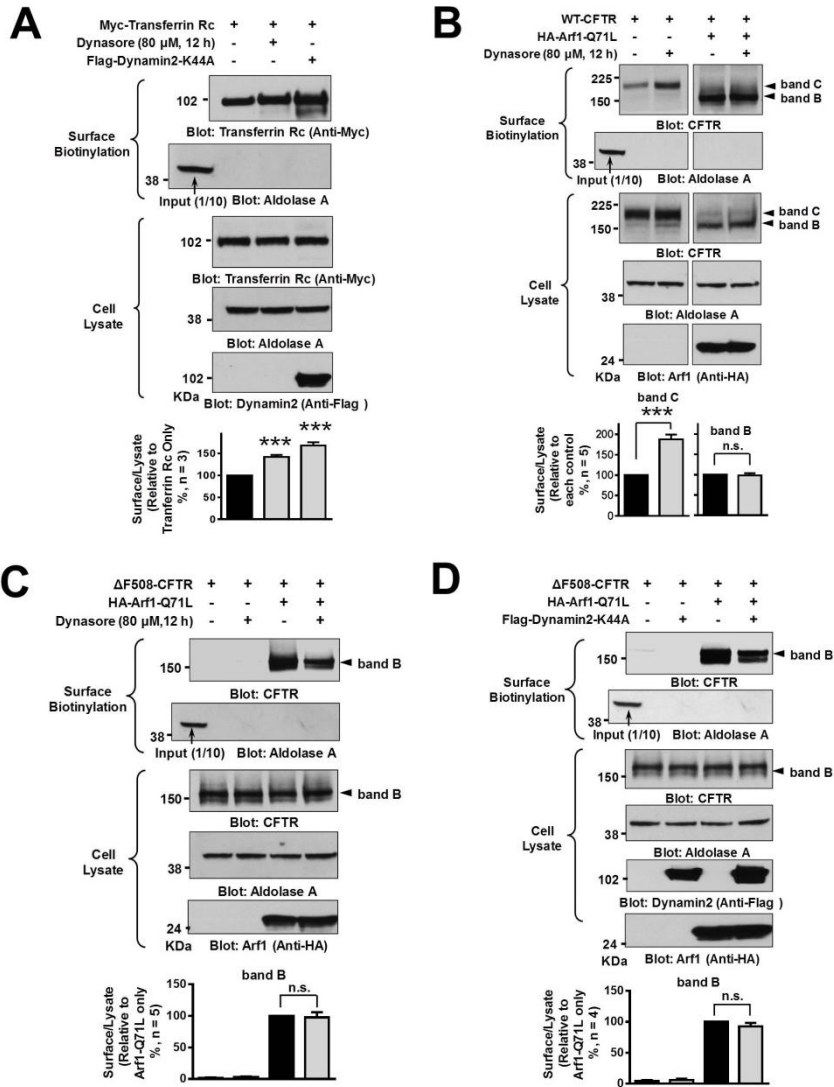 A
Myc-Transferrin Rc + + +
Dynasore (80 µM, 12 h) - + -
Flag-Dynamin2-K44A - - +
Surface
Biotinylation
102
Blot: Transferrin Rc (Anti-Myc)
38
Input (1/10) Blot: Aldolase A
Cell
Lysate
102
Blot: Transferrin Rc (Anti-Myc)
38
Blot: Aldolase A
102
KDa
Blot: Dynamin2 (Anti-Flag )
Surface/Lysate
(Relative to
Tranferrin Rc Only
%, n = 3)
200
150
100
50
0
*** ***
B
WT-CFTR + + + +
HA-Arf1-Q71L - - + +
Dynasore (80 µM, 12 h) - + - +
Surface
Biotinylation
225
150
band C
band B
Blot: CFTR
38
Input (1/10) Blot: Aldolase A
Cell
Lysate
225
150
band C
band B
Blot: CFTR
38
Blot: Aldolase A
24
KDa Blot: Arf1 (Anti-HA)
Surface/Lysate
(Relative to
each control
%, n = 5)
band C
***
200
150
100
50
0
band B
n.s.
C
ΔF508-CFTR + + + +
HA-Arf1-Q71L - - + +
Dynasore (80 µM,12 h) - + - +
Surface
Biotinylation
150
band B
Blot: CFTR
38
Input (1/10) Blot: Aldolase A
Cell
Lysate
150
band B
Blot: CFTR
38
Blot: Aldolase A
24
KDa Blot: Arf1 (Anti-HA)
Surface/Lysate
(Relative to
Arf1-Q71L only
%, n = 5)
band B
n.s.
100
50
0
D
ΔF508-CFTR + + + +
HA-Arf1-Q71L - - + +
Flag-Dynamin2-K44A - + - +
Surface
Biotinylation
150
band B
Blot: CFTR
38
Input (1/10) Blot: Aldolase A
Cell
Lysate
150
band B
Blot: CFTR
38
Blot: Aldolase A
102
Blot: Dynamin2 (Anti-Flag )
24
KDa Blot: Arf1 (Anti-HA)
Surface/Lysate
(Relative to
Arf1-Q71L only
%, n = 4)
band B
n.s.
100
50
0